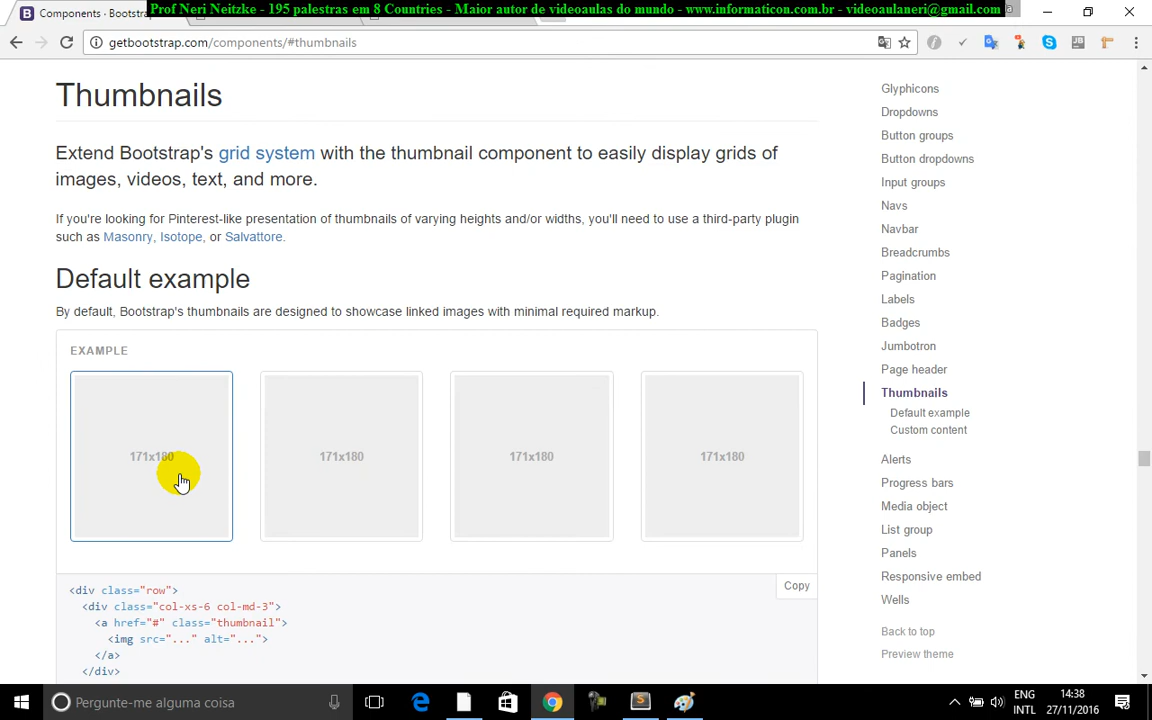 Components · Bootstrap
Prof Neri Neitzke - 195 palestras em 8 Countries - Maior autor de videoaulas do mundo - www.informaticon.com.br - videoaulaneri@gmail.com
getbootstrap.com/components/#thumbnails
Thumbnails
Extend Bootstrap's grid system with the thumbnail component to easily display grids of
images, videos, text, and more.
If you're looking for Pinterest-like presentation of thumbnails of varying heights and/or widths, you'll need to use a third-party plugin
such as Masonry, Isotope, or Salvattore.
Default example
By default, Bootstrap's thumbnails are designed to showcase linked images with minimal required markup.
EXAMPLE
171x180
171x180
171x180
171x180
Copy
<div class="row">
<div class="col-xs-6 col-md-3">
<a href="#" class="thumbnail">
<img src="..." alt="...">
</a>
</div>
Glyphicons
Dropdowns
Button groups
Button dropdowns
Input groups
Navs
Navbar
Breadcrumbs
Pagination
Labels
Badges
Jumbotron
Page header
Thumbnails
Default example
Custom content
Alerts
Progress bars
Media object
List group
Panels
Responsive embed
Wells
Back to top
Preview theme
Pergunte-me alguma coisa
ENG
INTL
14:38
27/11/2016